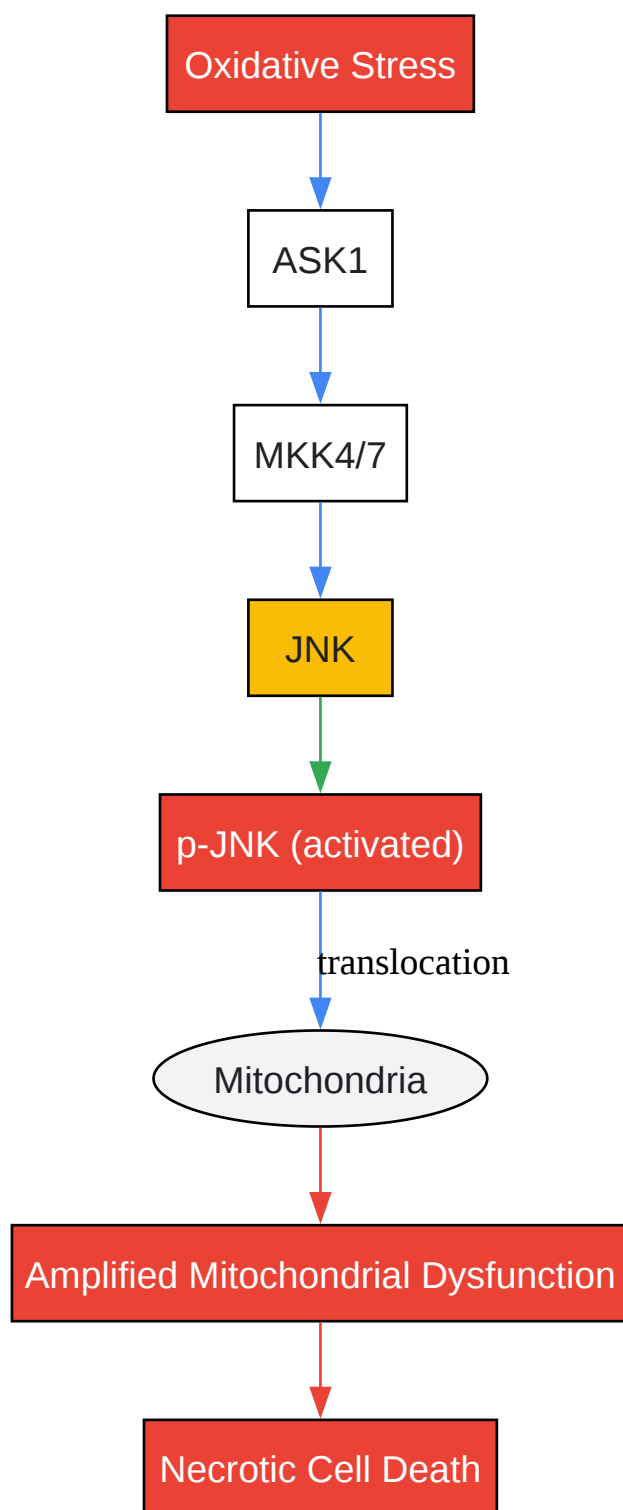 Oxidative Stress
ASK1
MKK4/7
JNK
p-JNK (activated)
translocation
Mitochondria
Amplified Mitochondrial Dysfunction
Necrotic Cell Death